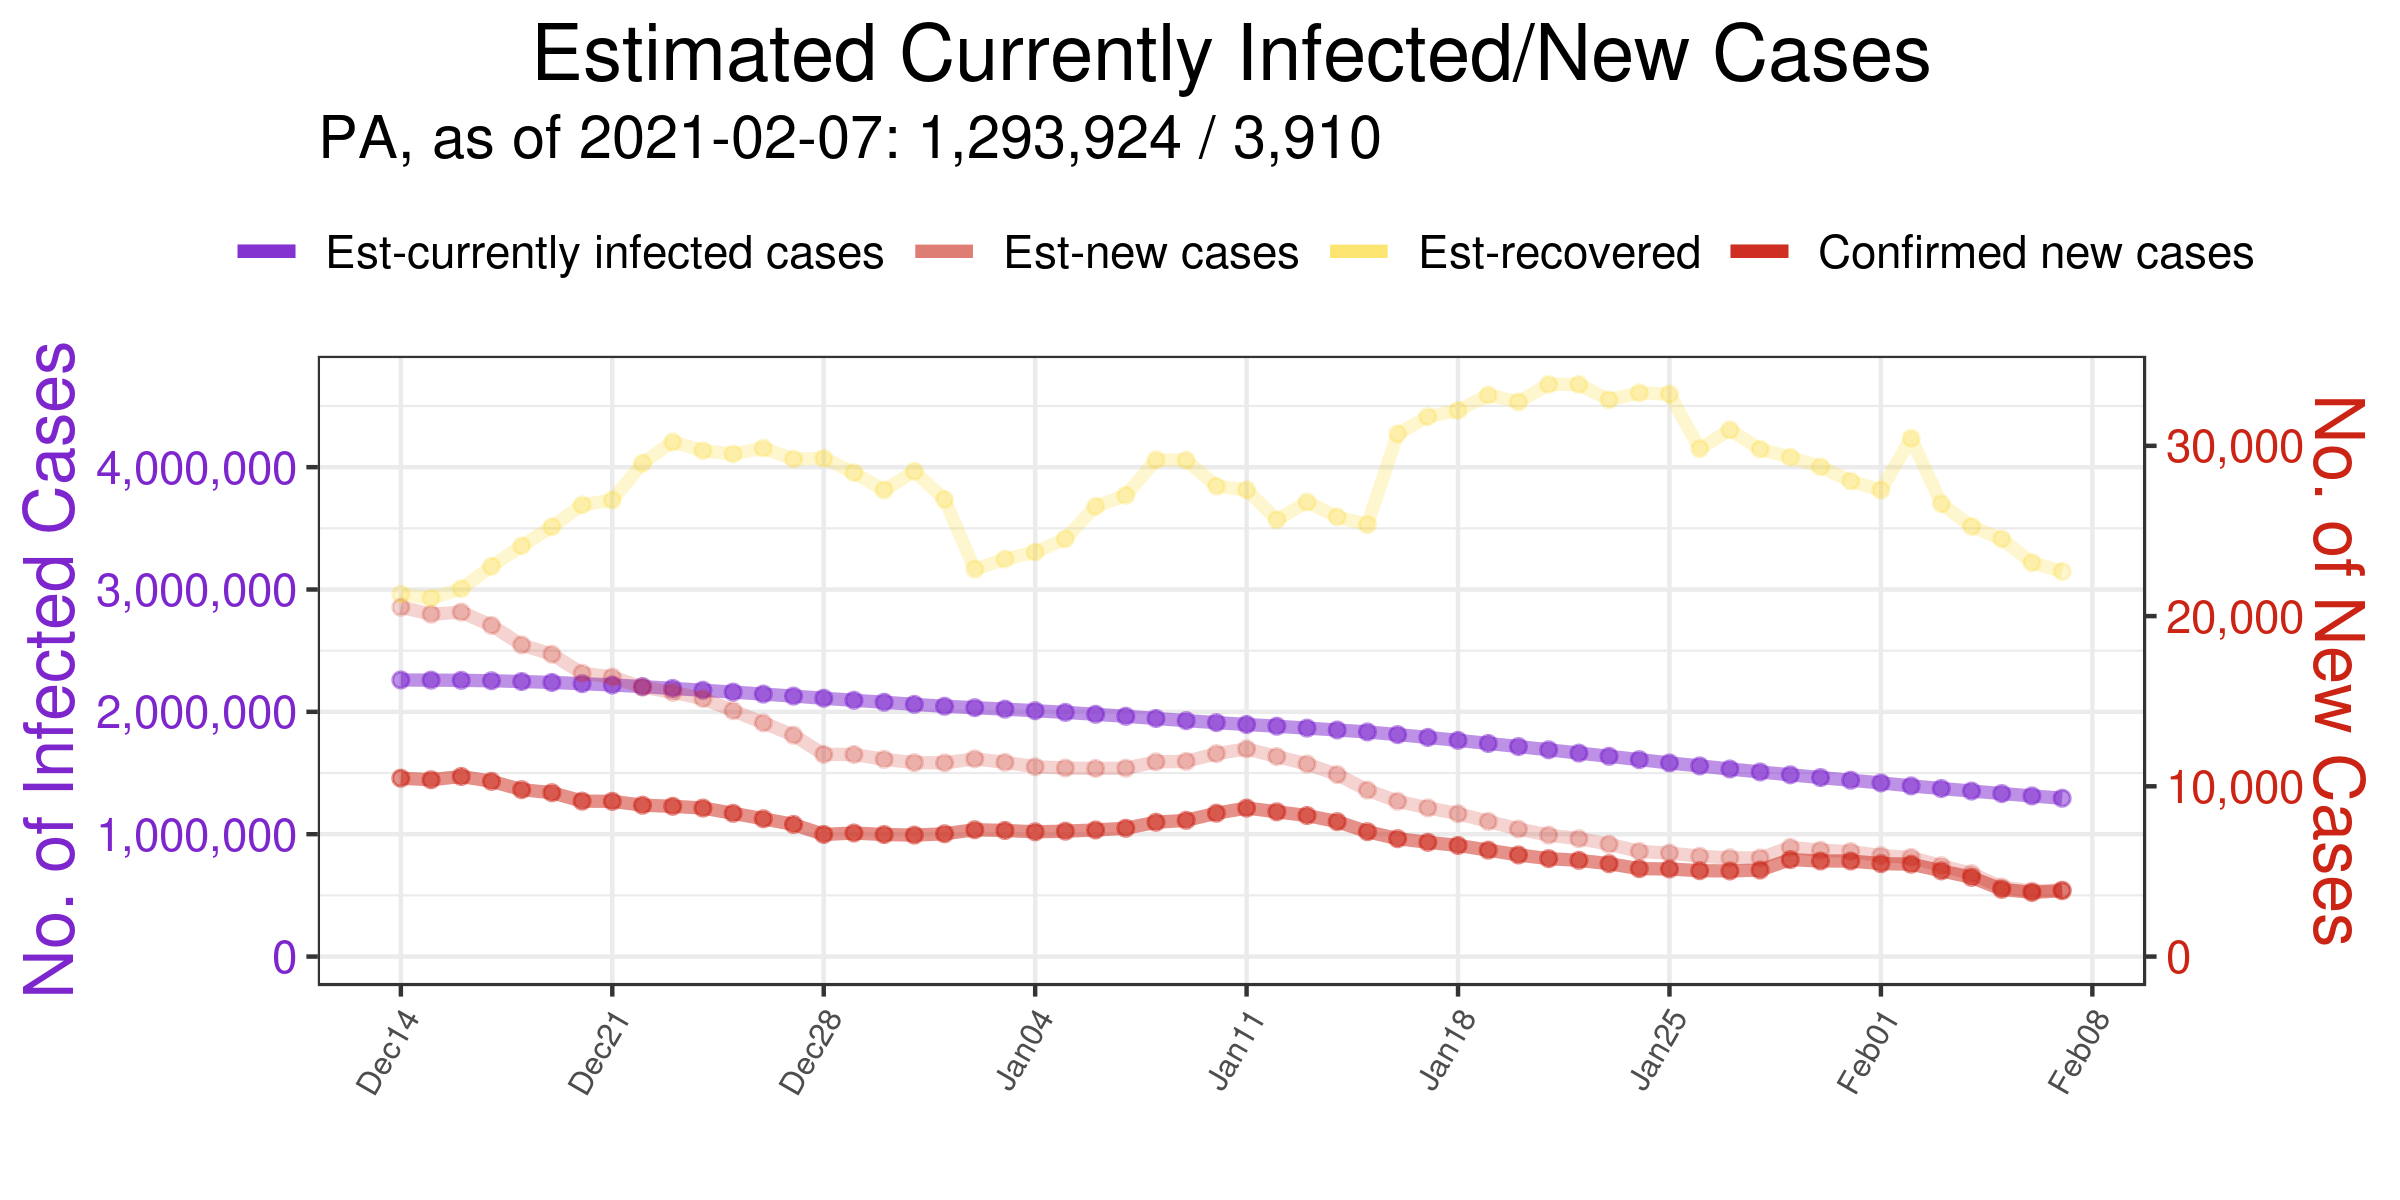 Estimated Currently Infected/New Cases
PA, as of 2021-02-07: 1,293,924 / 3,910
Est-currently infected cases Est-new cases Est-recovered Confirmed new cases
No. of Infected Cases
4,000,000
3,000,000
2,000,000
1,000,000
0
30,000
20,000
10,000
0
No. of New Cases
Dec14 Dec21 Dec28 Jan04 Jan11 Jan18 Jan25 Feb01 Feb08